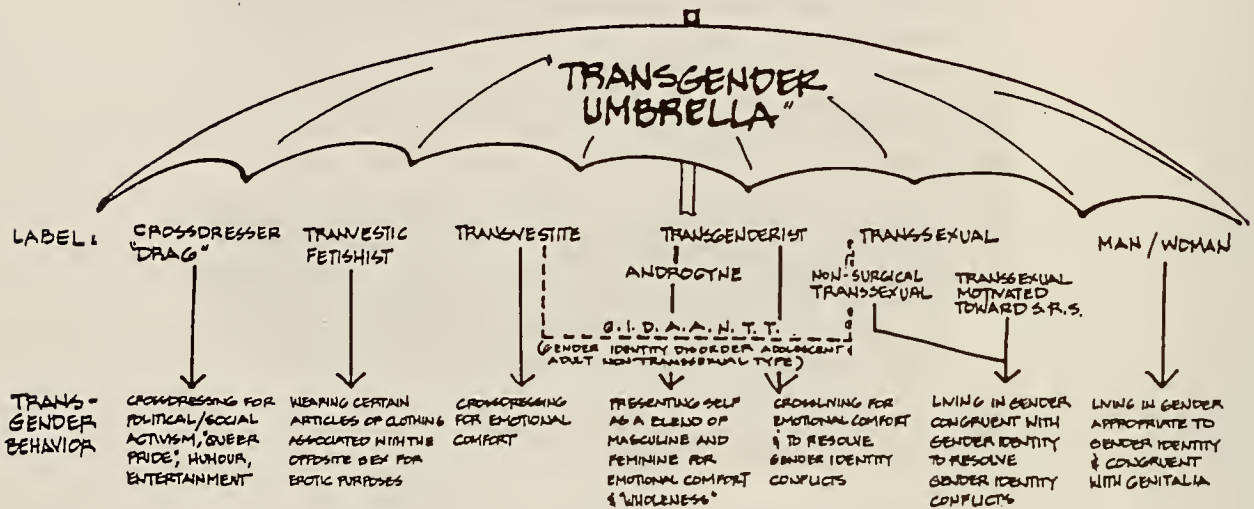 "TRANSGENDER
UMBRELLA"
LABEL:
CROSSDRESSER
"DRAG"
TRANVESTIC
FETISHIST
TRANSVESTITE
TRANSGENDERIST
ANDROGYNE
TRANSSEXUAL
NON-SURGICAL
TRANSSEXUAL
TRANSSEXUAL
MOTIVATED
TOWARD S.R.S.
MAN/WOMAN
G.I.D.A.A.N.T.T.
(GENDER IDENTITY DISORDER ADOLESCENT
ADULT NON-TRANSSEXUAL TYPE)
TRANS-
GENDER
BEHAVIOR
CROSSDRESSING FOR
POLITICAL/SOCIAL
ACTIVISM, "QUEER
PRIDE", HUMOUR,
ENTERTAINMENT
WEARING CERTAIN
ARTICLES OF CLOTHING
ASSOCIATED WITH THE
OPPOSITE SEX FOR
EROTIC PURPOSES
CROSSDRESSING
FOR EMOTIONAL
COMFORT
PRESENTING SELF
AS A BLEND OF
MASCULINE AND
FEMININE FOR
EMOTIONAL COMFORT
& "WHOLENESS"
CROSSLIVING FOR
EMOTIONAL COMFORT
& TO RESOLVE
GENDER IDENTITY
CONFLICTS
LIVING IN GENDER
CONGRUENT WITH
GENDER IDENTITY
TO RESOLVE
GENDER IDENTITY
CONFLICTS
LIVING IN GENDER
APPROPRIATE TO
GENDER IDENTITY
& CONGRUENT
WITH GENITALIA